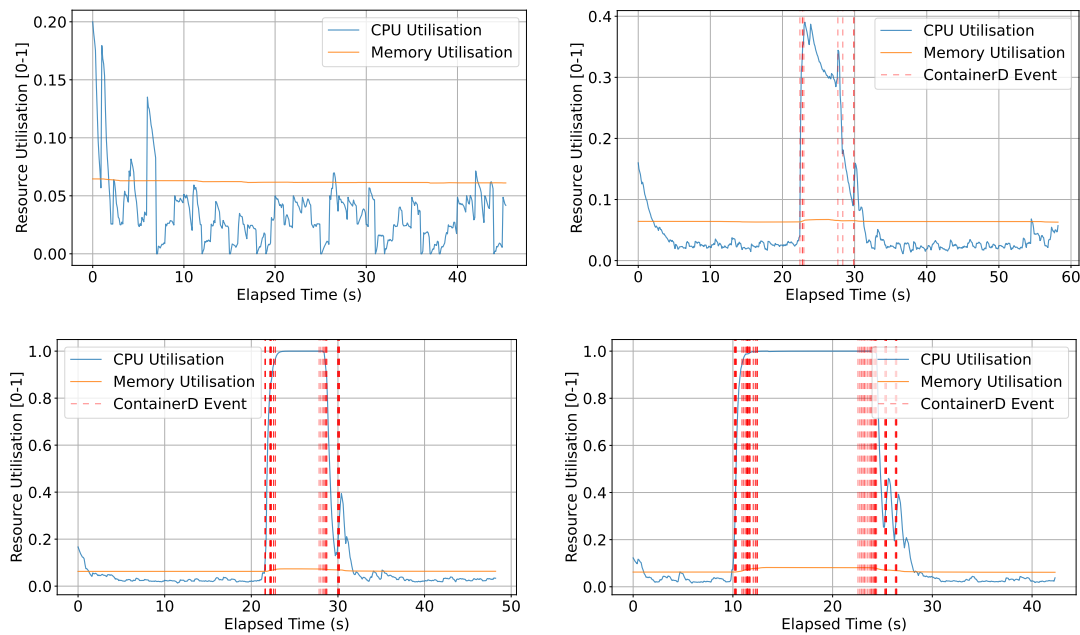 0.20
0.15
0.10
0.05
0.00
Resource Utilisation [0-1]
CPU Utilisation
Memory Utilisation
0 10 20 30 40
Elapsed Time (s)
0.4
0.3
0.2
0.1
0.0
Resource Utilisation [0-1]
CPU Utilisation
Memory Utilisation
ContainerD Event
0 10 20 30 40 50 60
Elapsed Time (s)
1.0
0.8
0.6
0.4
0.2
0.0
Resource Utilisation [0-1]
CPU Utilisation
Memory Utilisation
ContainerD Event
0 10 20 30 40 50
Elapsed Time (s)
1.0
0.8
0.6
0.4
0.2
0.0
Resource Utilisation [0-1]
CPU Utilisation
Memory Utilisation
ContainerD Event
0 10 20 30 40
Elapsed Time (s)